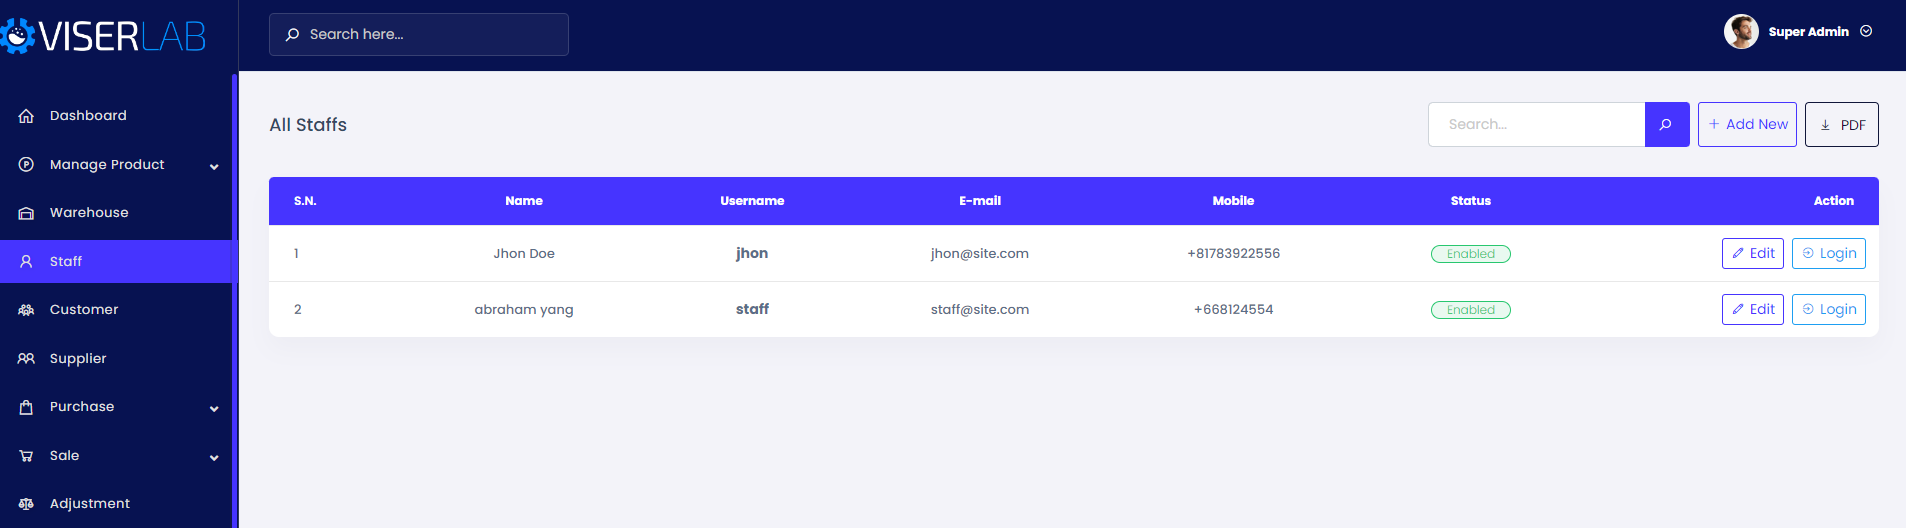 VISERLAB
Search here...
Super Admin
Dashboard
Manage Product
Warehouse
Staff
Customer
Supplier
Purchase
Sale
Adjustment
All Staffs
Search...
+ Add New
PDF
S.N. Name Username E-mail Mobile Status Action
1 Jhon Doe jhon jhon@site.com +81783922556 Enabled Edit Login
2 abraham yang staff staff@site.com +668124554 Enabled Edit Login